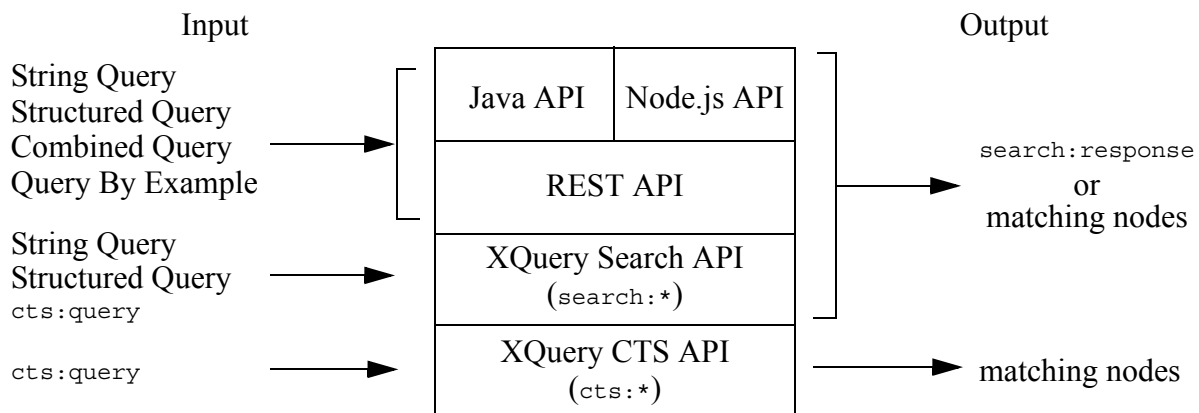 Input
Output
String Query
Structured Query
Combined Query
Query By Example
Java API
Node.js API
REST API
search:response
or
matching nodes
String Query
Structured Query
cts:query
XQuery Search API
(search:*)
cts:query
XQuery CTS API
(cts:*)
matching nodes